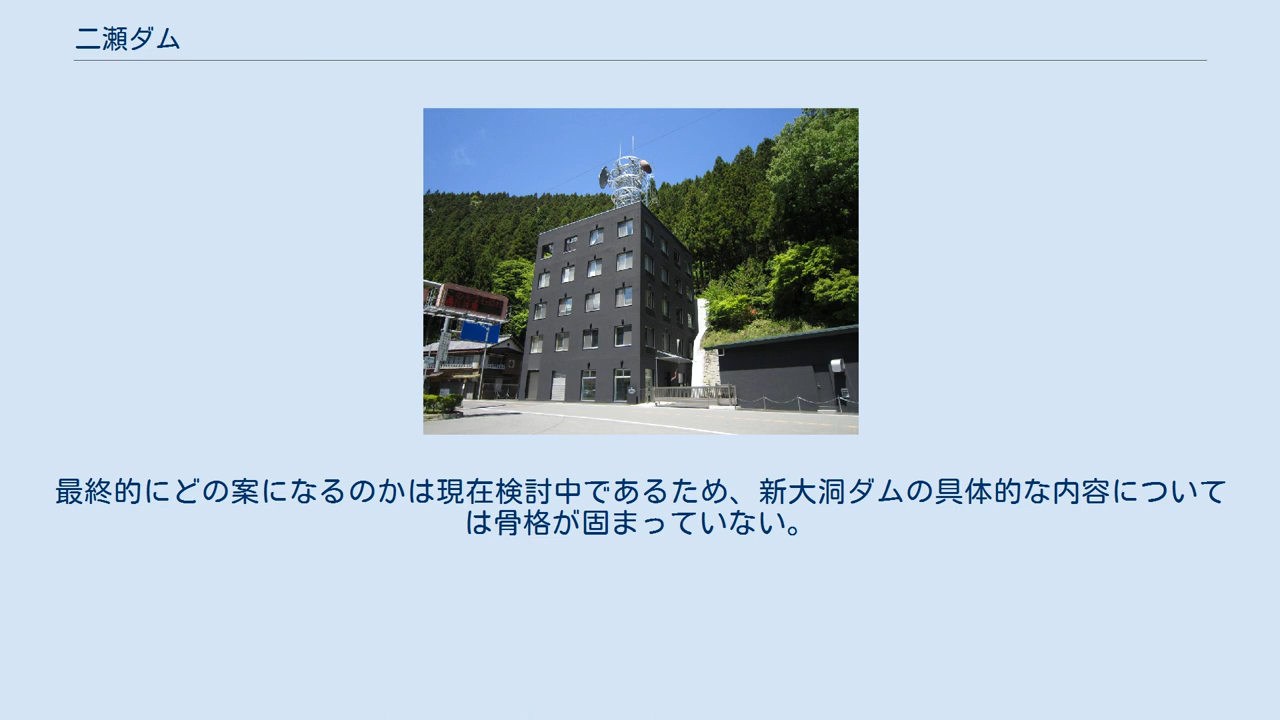 二瀬ダム
最終的にどの案になるのかは現在検討中であるため、新大洞ダムの具体的な内容について
は骨格が固まっていない。